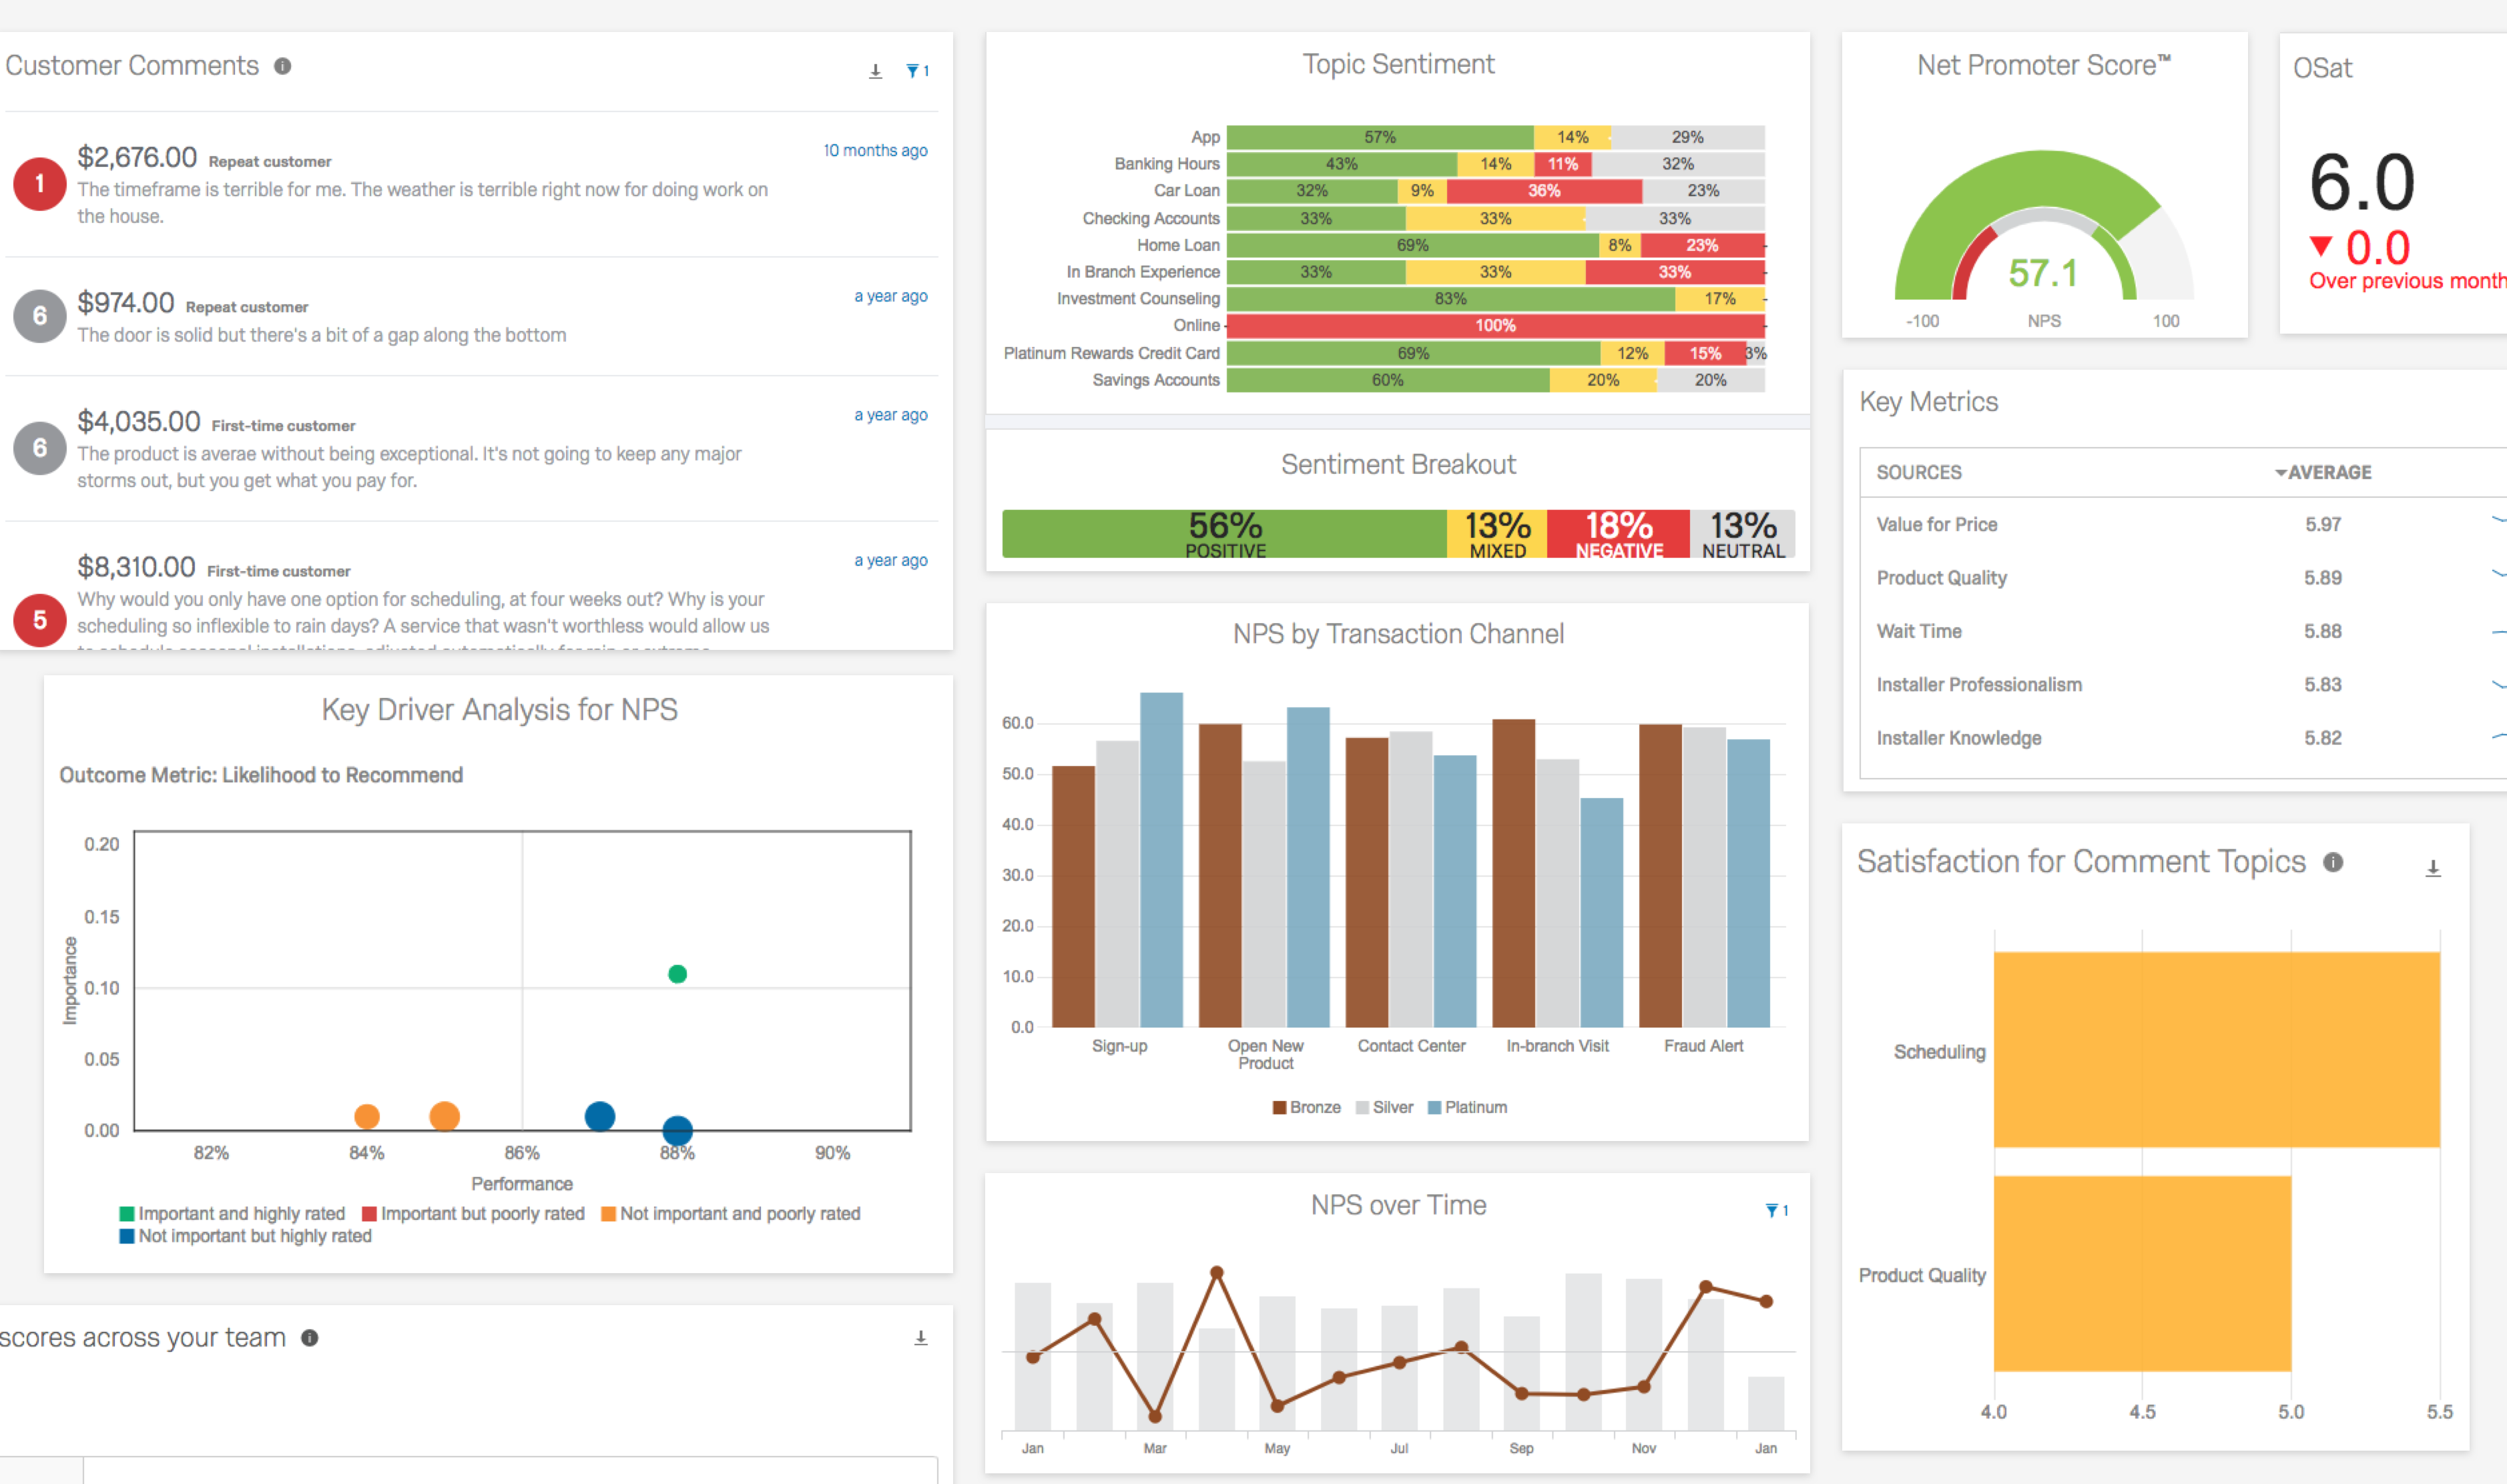 Customer Comments
1
$2,676.00 Repeat customer
10 months ago
1
The timeframe is terrible for me. The weather is terrible right now for doing work on
the house.
$974.00 Repeat customer
a year ago
6
The door is solid but there's a bit of a gap along the bottom
$4,035.00 First-time customer
a year ago
6
The product is averae without being exceptional. It's not going to keep any major
storms out, but you get what you pay for.
$8,310.00 First-time customer
a year ago
5
Why would you only have one option for scheduling, at four weeks out? Why is your
scheduling so inflexible to rain days? A service that wasn't worthless would allow us
Key Driver Analysis for NPS
Outcome Metric: Likelihood to Recommend
Importance
0.20
0.15
0.10
0.05
0.00
82% 84% 86% 88% 90%
Performance
Important and highly rated Important but poorly rated Not important and poorly rated
Not important but highly rated
scores across your team
Topic Sentiment
App 57% 14% 29%
Banking Hours 43% 14% 11% 32%
Car Loan 32% 9% 36% 23%
Checking Accounts 33% 33% 33%
Home Loan 69% 8% 23%
In Branch Experience 33% 33% 33%
Investment Counseling 83% 17%
Online 100%
Platinum Rewards Credit Card 69% 12% 15% 3%
Savings Accounts 60% 20% 20%
Sentiment Breakout
56% 13% 18% 13%
POSITIVE MIXED NEGATIVE NEUTRAL
NPS by Transaction Channel
60.0
50.0
40.0
30.0
20.0
10.0
0.0
Sign-up Open New Contact Center In-branch Visit Fraud Alert
Product
Bronze Silver Platinum
NPS over Time
1
Jan Mar May Jul Sep Nov Jan
Net Promoter Score™
57.1
-100 NPS 100
OSat
6.0
▼ 0.0
Over previous month
Key Metrics
SOURCES AVERAGE
Value for Price 5.97
Product Quality 5.89
Wait Time 5.88
Installer Professionalism 5.83
Installer Knowledge 5.82
Satisfaction for Comment Topics
Scheduling
Product Quality
4.0 4.5 5.0 5.5